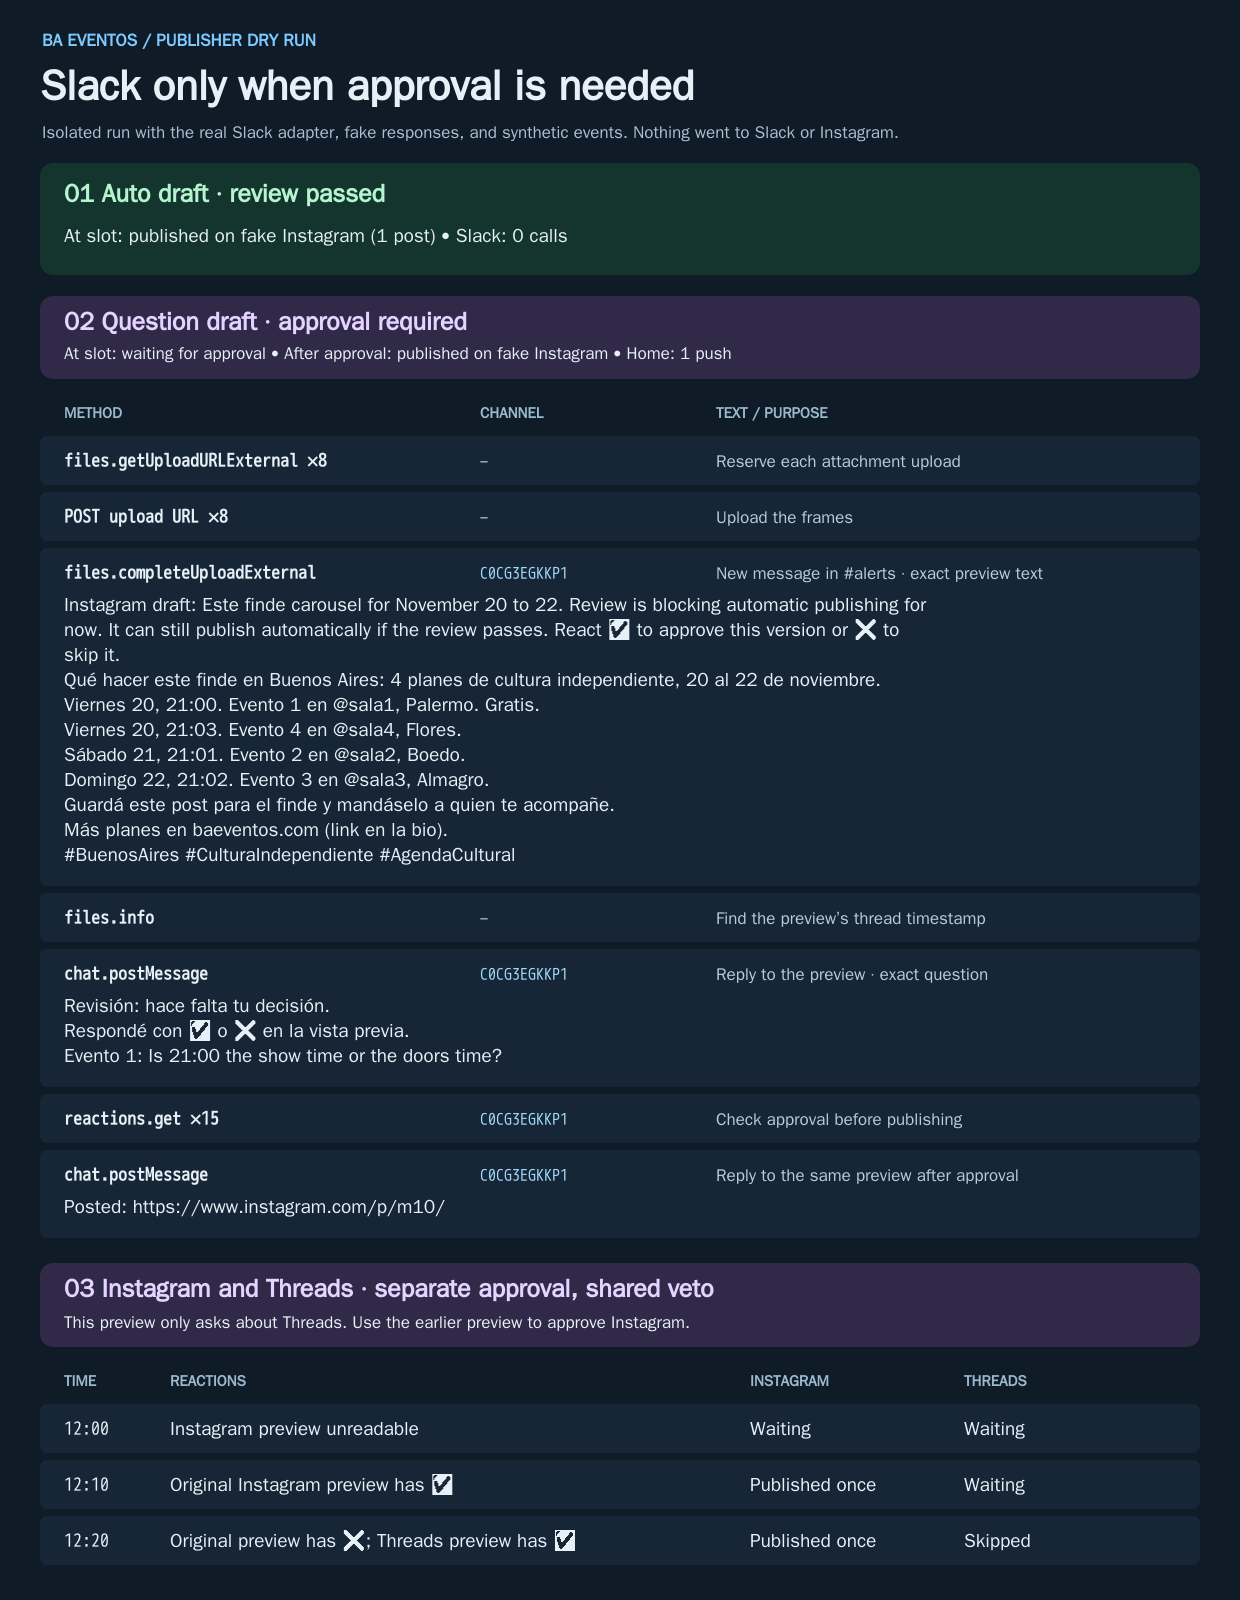 BA EVENTOS / PUBLISHER DRY RUN
Slack only when approval is needed
Isolated run with the real Slack adapter, fake responses, and synthetic events. Nothing went to Slack or Instagram.
01 Auto draft · review passed
At slot: published on fake Instagram (1 post) • Slack: 0 calls
02 Question draft · approval required
At slot: waiting for approval • After approval: published on fake Instagram • Home: 1 push
METHOD CHANNEL TEXT / PURPOSE
files.getUploadURLExternal ×8 – Reserve each attachment upload
POST upload URL ×8 – Upload the frames
files.completeUploadExternal C0CG3EGKKP1 New message in #alerts · exact preview text
Instagram draft: Este finde carousel for November 20 to 22. Review is blocking automatic publishing for
now. It can still publish automatically if the review passes. React ✅ to approve this version or ❌ to
skip it.
Qué hacer este finde en Buenos Aires: 4 planes de cultura independiente, 20 al 22 de noviembre.
Viernes 20, 21:00. Evento 1 en @sala1, Palermo. Gratis.
Viernes 20, 21:03. Evento 4 en @sala4, Flores.
Sábado 21, 21:01. Evento 2 en @sala2, Boedo.
Domingo 22, 21:02. Evento 3 en @sala3, Almagro.
Guardá este post para el finde y mandáselo a quien te acompañe.
Más planes en baeventos.com (link en la bio).
#BuenosAires #CulturaIndependiente #AgendaCultural
files.info – Find the preview’s thread timestamp
chat.postMessage C0CG3EGKKP1 Reply to the preview · exact question
Revisión: hace falta tu decisión.
Respondé con ✅ o ❌ en la vista previa.
Evento 1: Is 21:00 the show time or the doors time?
reactions.get ×15 C0CG3EGKKP1 Check approval before publishing
chat.postMessage C0CG3EGKKP1 Reply to the same preview after approval
Posted: https://www.instagram.com/p/m10/
03 Instagram and Threads · separate approval, shared veto
This preview only asks about Threads. Use the earlier preview to approve Instagram.
TIME REACTIONS INSTAGRAM THREADS
12:00 Instagram preview unreadable Waiting Waiting
12:10 Original Instagram preview has ✅ Published once Waiting
12:20 Original preview has ❌; Threads preview has ✅ Published once Skipped